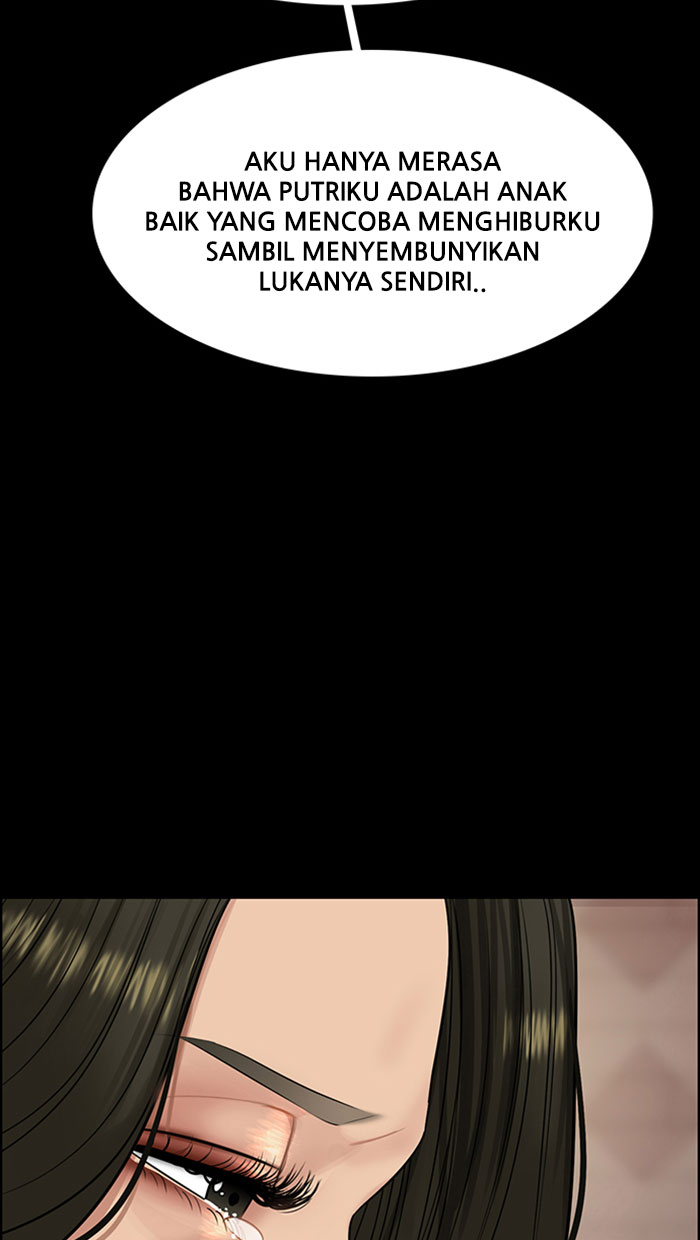 AKU HANYA MERASA
BAHWA PUTRIKU ADALAH ANAK
BAIK YANG MENCOBA MENGHIBURKU
SAMBIL MENYEMBUNYIKAN
LUKANYA SENDIRI..